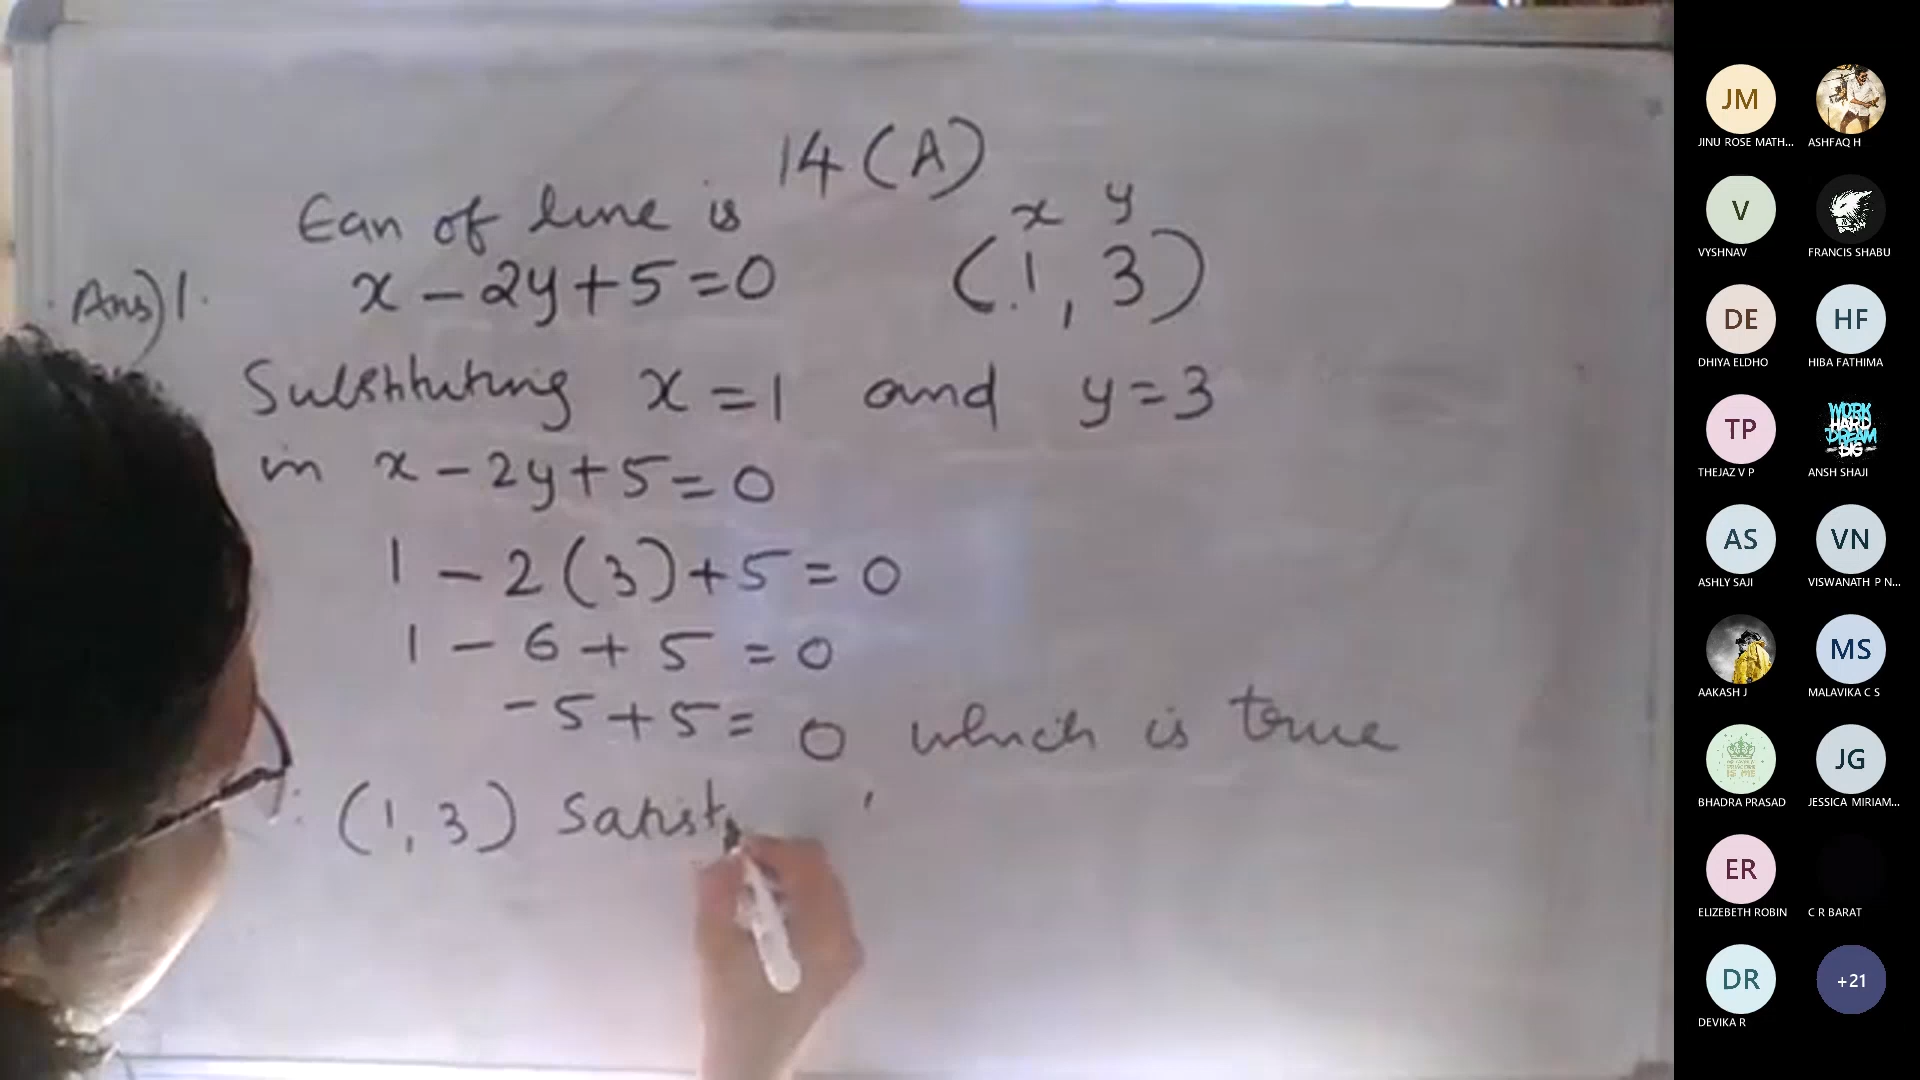 14 (A)
Eqn of line is
x y
Ans) 1. x - 2y + 5 = 0 (1, 3)
Substituting x = 1 and y = 3
in x - 2y + 5 = 0
1 - 2(3) + 5 = 0
1 - 6 + 5 = 0
-5 + 5 = 0 which is true
∴ (1, 3) satisf
JM
JINU ROSE MATH...
ASHFAQ H
V
VYSHNAV
FRANCIS SHABU
DE
DHIYA ELDHO
HF
HIBA FATHIMA
TP
THEJAZ V P
WORK
HARD
DREAM
BIG
ANSH SHAJI
AS
ASHLY SAJI
VN
VISWANATH P N...
AAKASH J
MS
MALAVIKA C S
BHADRA PRASAD
JG
JESSICA MIRIAM...
ER
ELIZEBETH ROBIN
C R BARAT
DR
DEVIKA R
+21